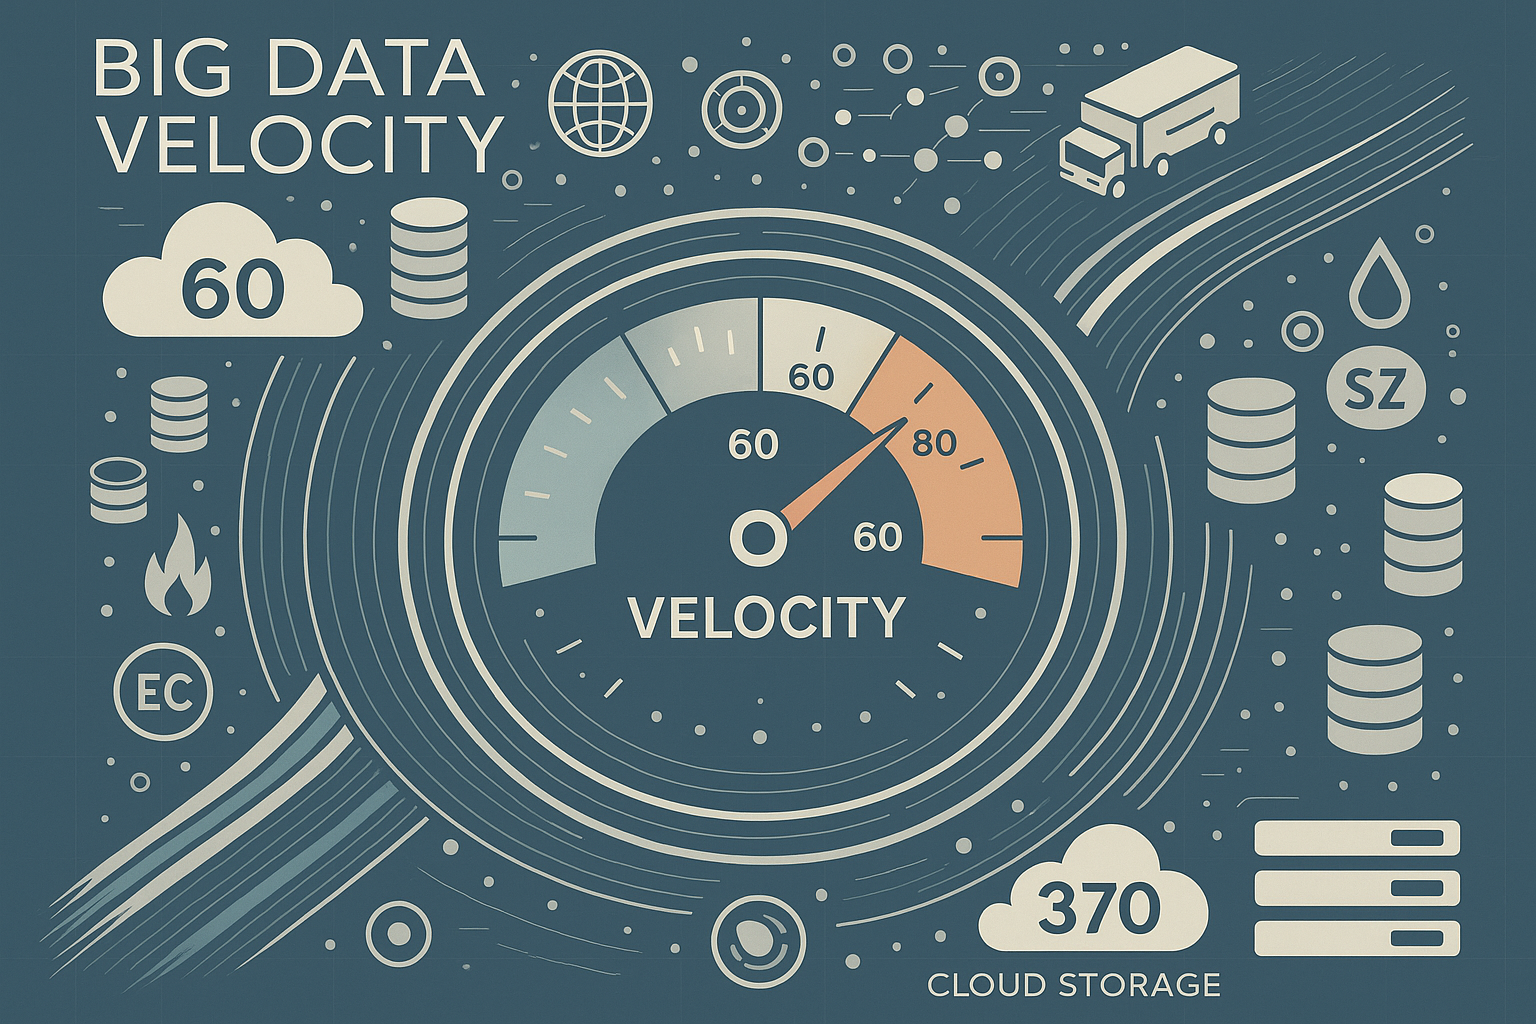 BIG DATA
VELOCITY
60
SZ
60
60
80
60
VELOCITY
EC
370
CLOUD STORAGE